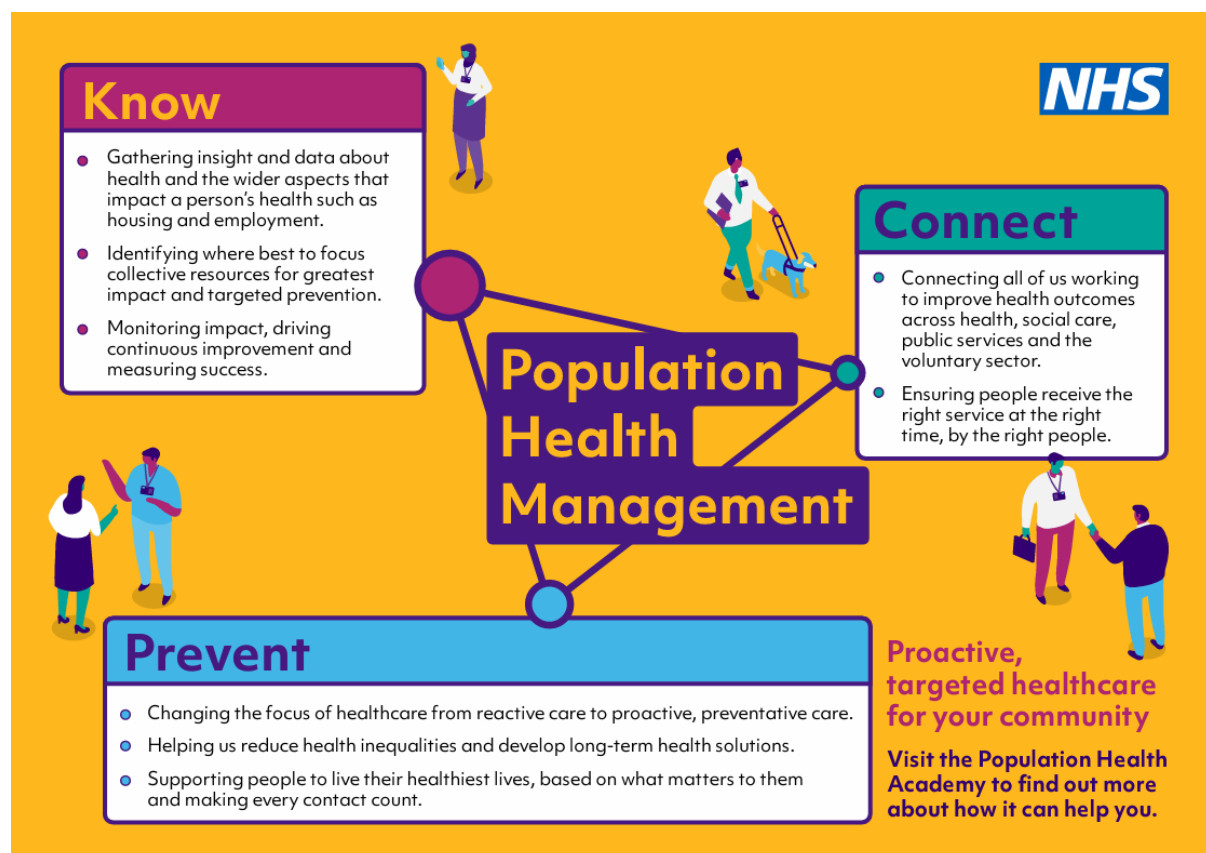 Know
Gathering insight and data about
health and the wider aspects that
impact a person's health such as
housing and employment.
Identifying where best to focus
collective resources for greatest
impact and targeted prevention.
Monitoring impact, driving
continuous improvement and
measuring success.
NHS
Connect
Connecting all of us working
to improve health outcomes
across health, social care,
public services and the
voluntary sector.
Ensuring people receive the
right service at the right
time, by the right people.
Population
Health
Management
Prevent
Changing the focus of healthcare from reactive care to proactive, preventative care.
Helping us reduce health inequalities and develop long-term health solutions.
Supporting people to live their healthiest lives, based on what matters to them
and making every contact count.
Proactive,
targeted healthcare
for your community
Visit the Population Health
Academy to find out more
about how it can help you.